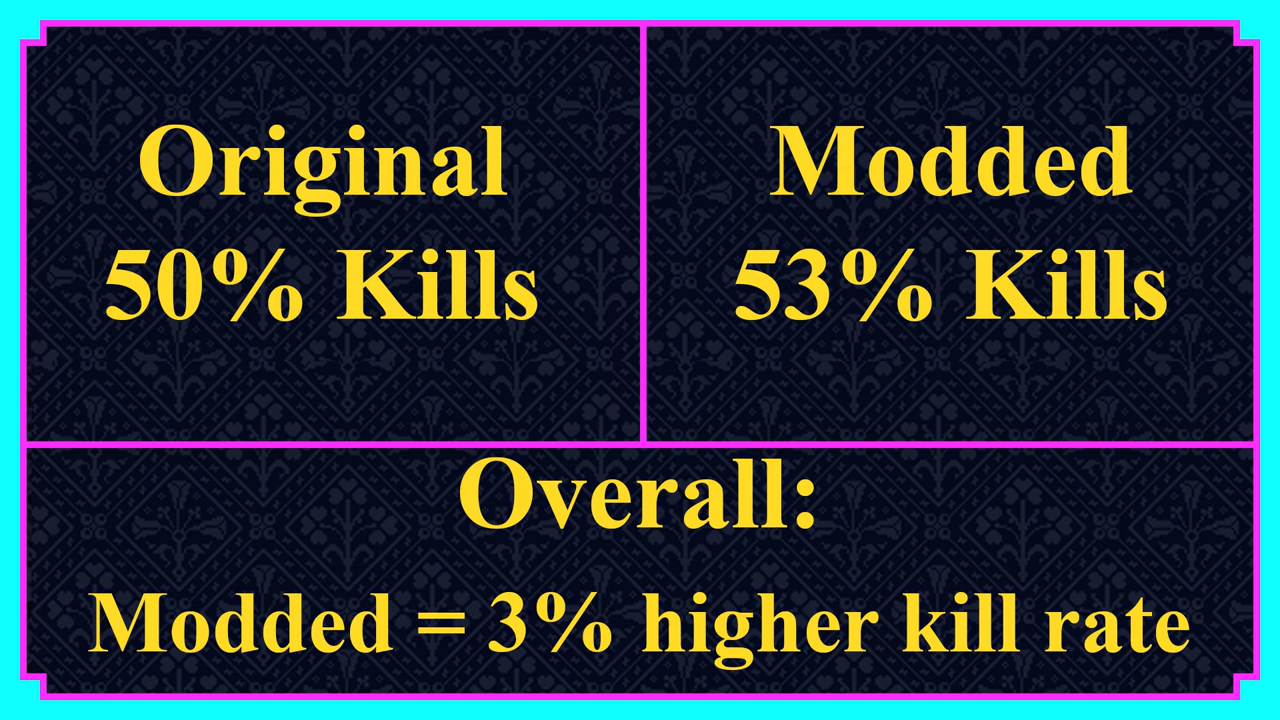 Original
50% Kills
Modded
53% Kills
Overall:
Modded = 3% higher kill rate